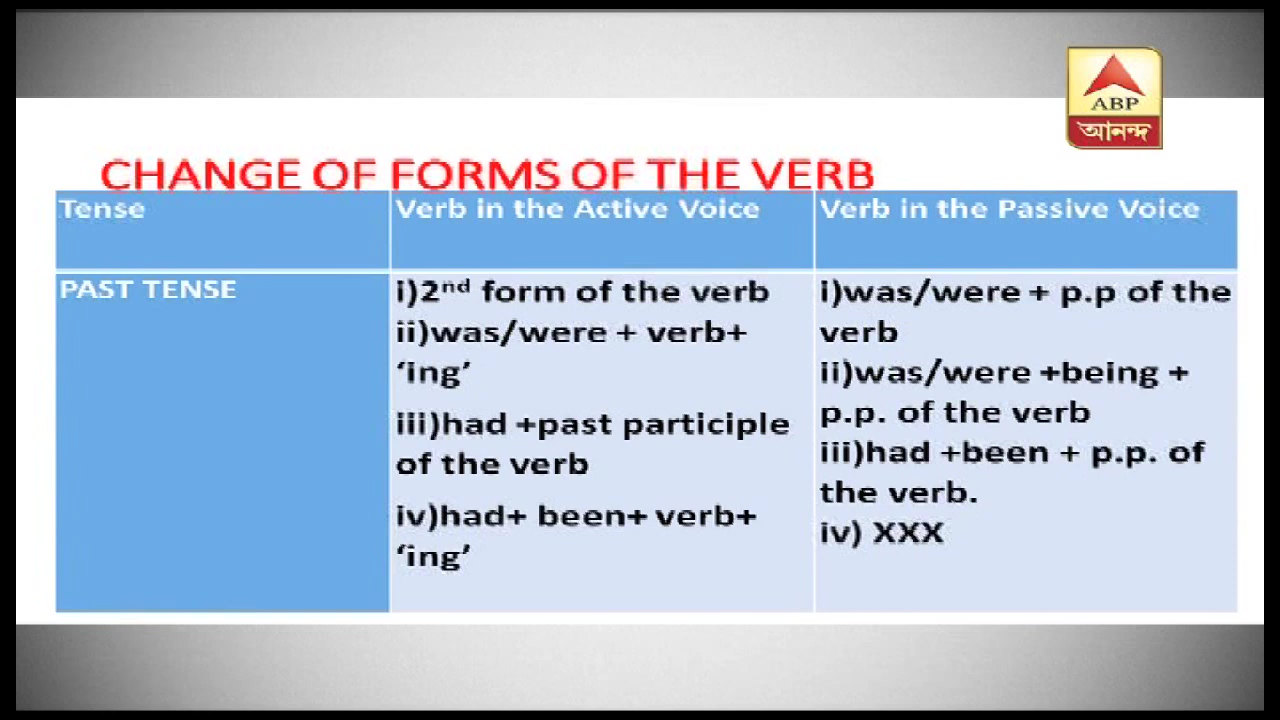 ABP
আনন্দ
CHANGE OF FORMS OF THE VERB
Tense
Verb in the Active Voice
Verb in the Passive Voice
PAST TENSE
i)2nd form of the verb
ii)was/were + verb+
‘ing’
iii)had +past participle
of the verb
iv)had+ been+ verb+
‘ing’
i)was/were + p.p of the
verb
ii)was/were +being +
p.p. of the verb
iii)had +been + p.p. of
the verb.
iv) XXX